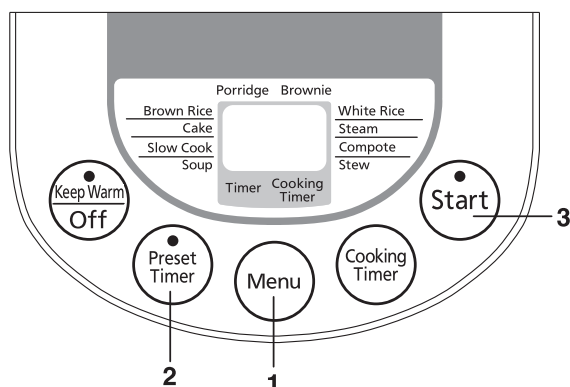 Porridge Brownie
Brown Rice
Cake
Slow Cook
Soup
White Rice
Steam
Compote
Stew
Timer
Cooking
Timer
Keep Warm
Off
Preset
Timer
Menu
Cooking
Timer
Start
3
2
1